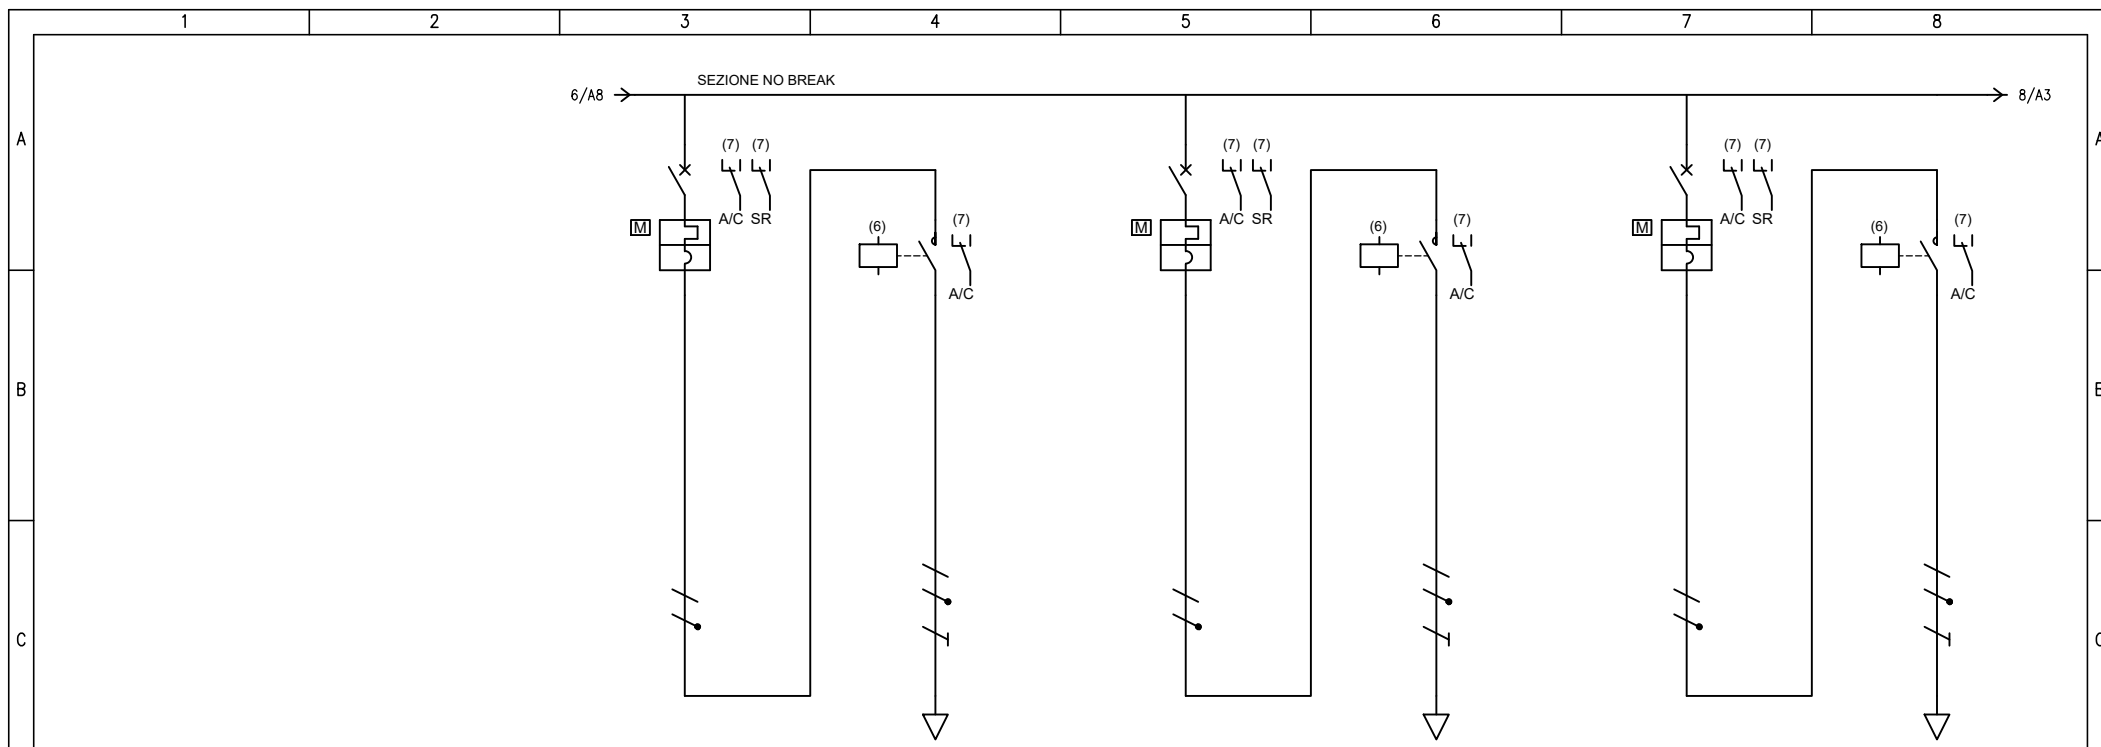 1 2 3 4 5 6 7 8
SEZIONE NO BREAK
6/A8 8/A3
A A
(7) (7) (7) (7) (7) (7)
A/C SR A/C SR A/C SR
(6) (7) (6) (7) (6) (7)
M M M
A/C A/C A/C
B B
C C